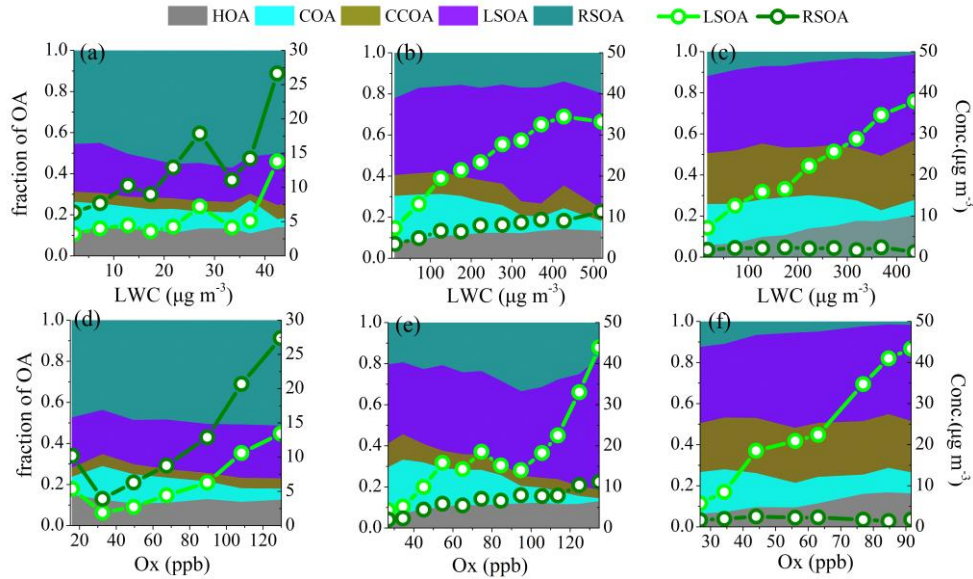 HOA COA CCOA LSOA RSOA LSOA RSOA
(a) (b) (c)
fraction of OA
1.0 0.8 0.6 0.4 0.2 0.0
30 25 20 15 10 5 0
1.0 0.8 0.6 0.4 0.2 0.0
50 40 30 20 10 0
1.0 0.8 0.6 0.4 0.2 0.0
50 40 30 20 10 0
Conc.(μg m-3)
10 20 30 40
100 200 300 400 500
100 200 300 400
LWC (μg m-3) LWC (μg m-3) LWC (μg m-3)
(d) (e) (f)
fraction of OA
1.0 0.8 0.6 0.4 0.2 0.0
30 25 20 15 10 5 0
1.0 0.8 0.6 0.4 0.2 0.0
50 40 30 20 10 0
1.0 0.8 0.6 0.4 0.2 0.0
50 40 30 20 10 0
Conc.(μg m-3)
20 40 60 80 100 120
40 60 80 100 120
30 40 50 60 70 80 90
Ox (ppb) Ox (ppb) Ox (ppb)